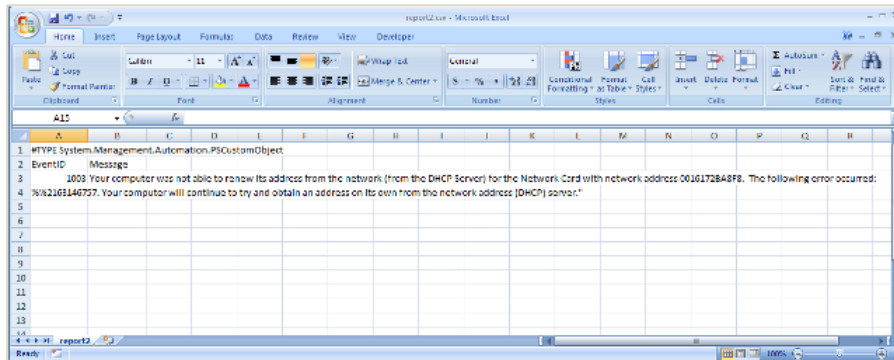 report2.csv - Microsoft Excel
Home Insert Page Layout Formulas Data Review View Developer
Paste
Cut
Copy
Format Painter
Clipboard
Calibri 11
B I U
Font
Wrap Text
Merge & Center
Alignment
General
$ %
Number
Conditional Formatting
Format as Table
Cell Styles
Styles
Insert Delete Format
Cells
AutoSum
Fill
Clear
Sort & Filter
Find & Select
Editing
A15 fx
A B C D E F G H I J K L M N O P Q R
1 #TYPE System.Management.Automation.PSCustomObject
2 EventID Message
3 1003 Your computer was not able to renew its address from the network (from the DHCP Server) for the Network Card with network address 0016172BA8F8. The following error occurred:
4 %%2163146757. Your computer will continue to try and obtain an address on its own from the network address (DHCP) server."
5
6
7
8
9
10
11
12
13
14
report2
Ready 100%